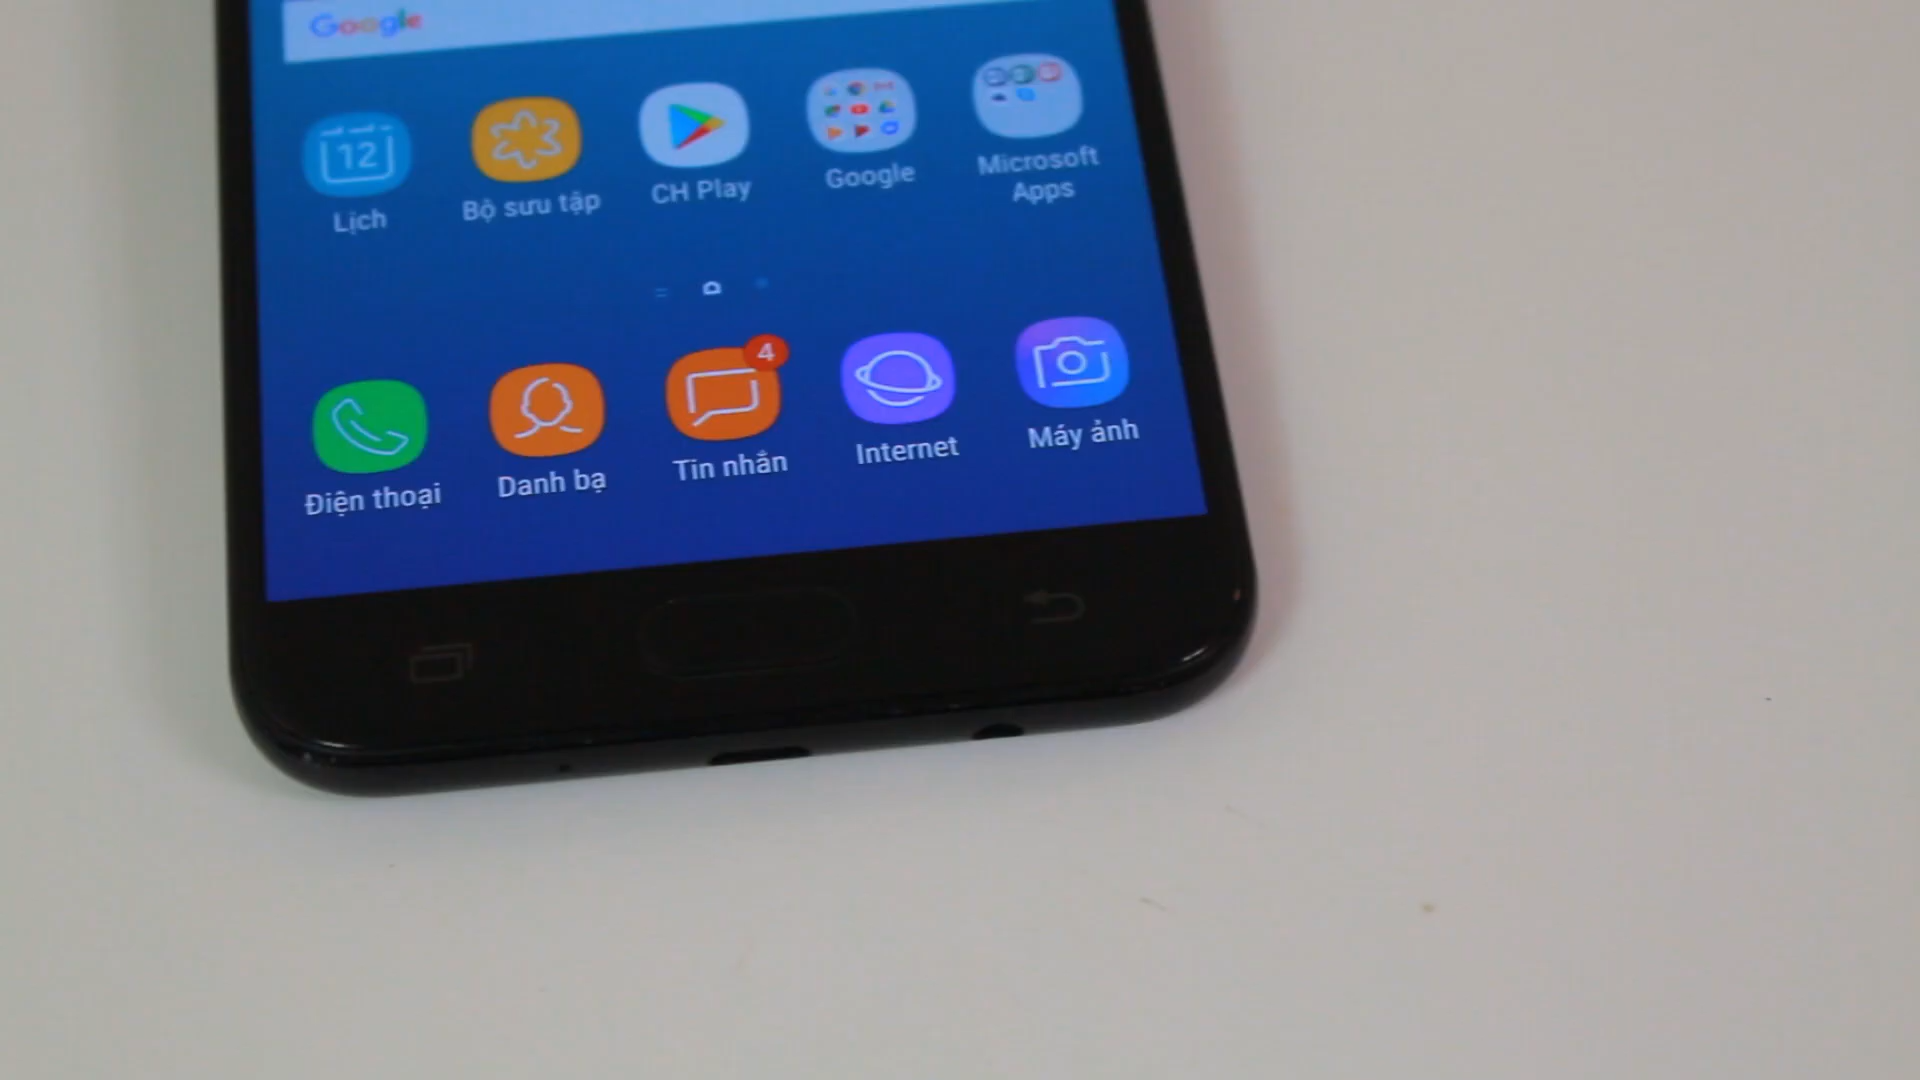 Google
12
Lịch
Bộ sưu tập
CH Play
Google
Microsoft
Apps
4
Điện thoại
Danh bạ
Tin nhắn
Internet
Máy ảnh